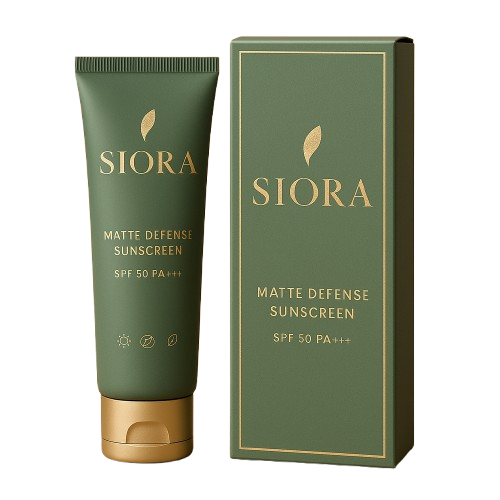 SIORA
MATTE DEFENSE
SUNSCREEN
SPF 50 PA+++
SIORA
MATTE DEFENSE
SUNSCREEN
SPF 50 PA+++